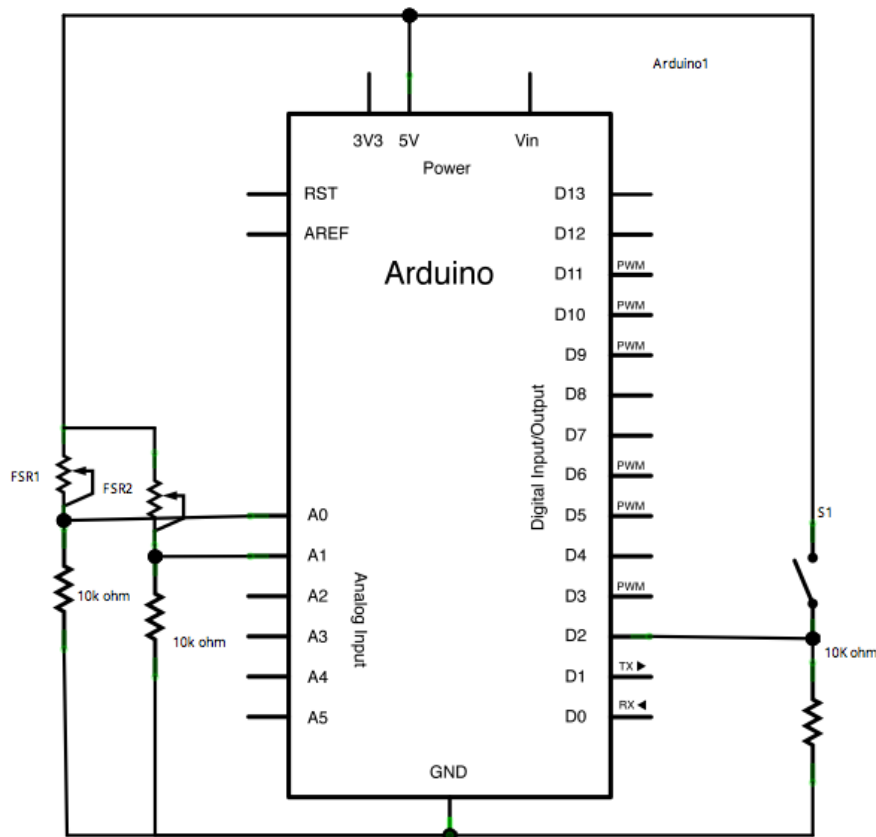 Arduino1
3V3 5V Vin
Power
RST
AREF
Arduino
D13
D12
D11 PWM
D10 PWM
D9 PWM
D8
D7
D6 PWM
D5 PWM
D4
D3 PWM
D2
D1 TX ▶
D0 RX ◀
Digital Input/Output
FSR1
FSR2
A0
A1
A2
A3
A4
A5
Analog Input
10k ohm
10k ohm
S1
10K ohm
GND